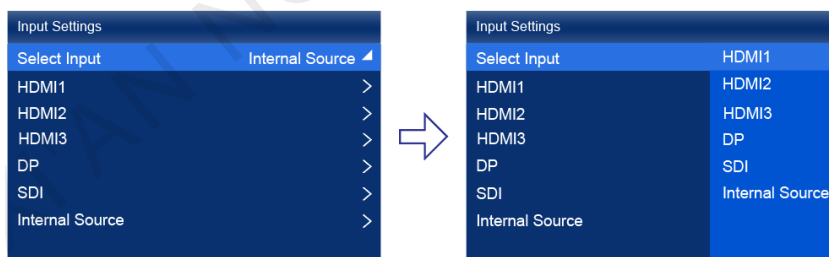 Input Settings
Select Input Internal Source
HDMI1 >
HDMI2 >
HDMI3 >
DP >
SDI >
Internal Source >
Input Settings
Select Input HDMI1
HDMI1 HDMI2
HDMI2 HDMI3
HDMI3 DP
DP SDI
SDI Internal Source
Internal Source